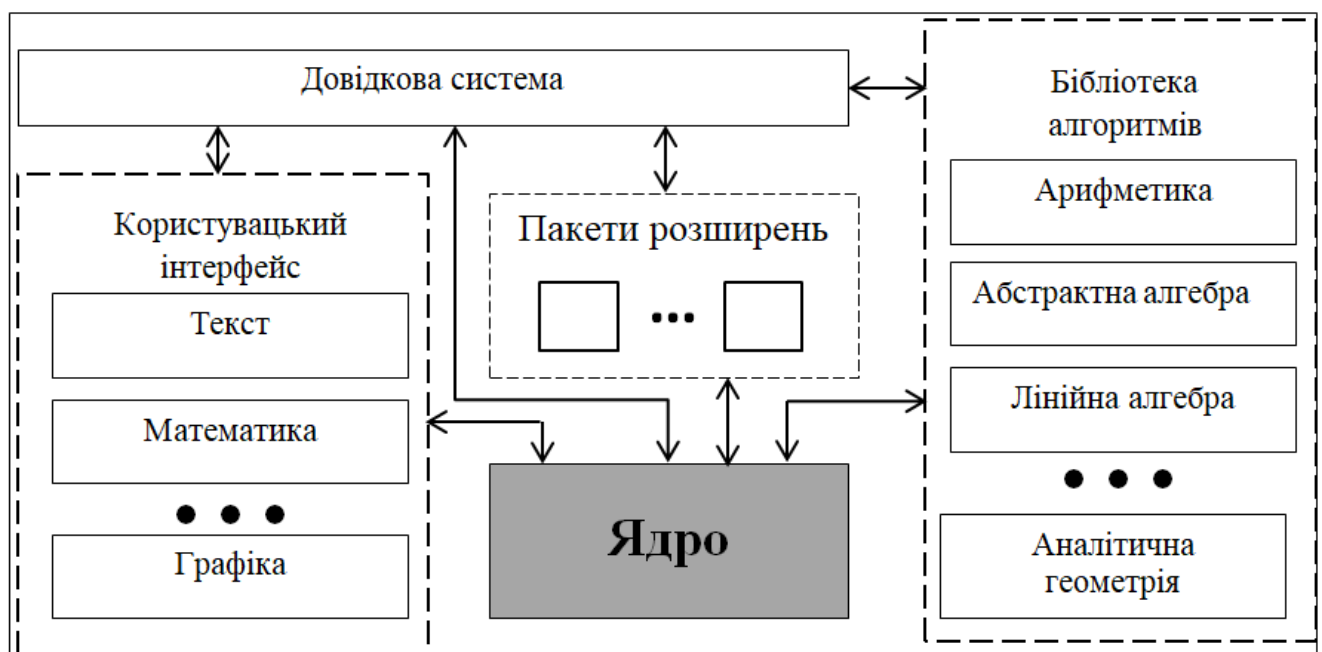 Довідкова система
Користувацький
інтерфейс
Текст
Математика
Графіка
Пакети розширень
Ядро
Бібліотека
алгоритмів
Арифметика
Абстрактна алгебра
Лінійна алгебра
Аналітична
геометрія